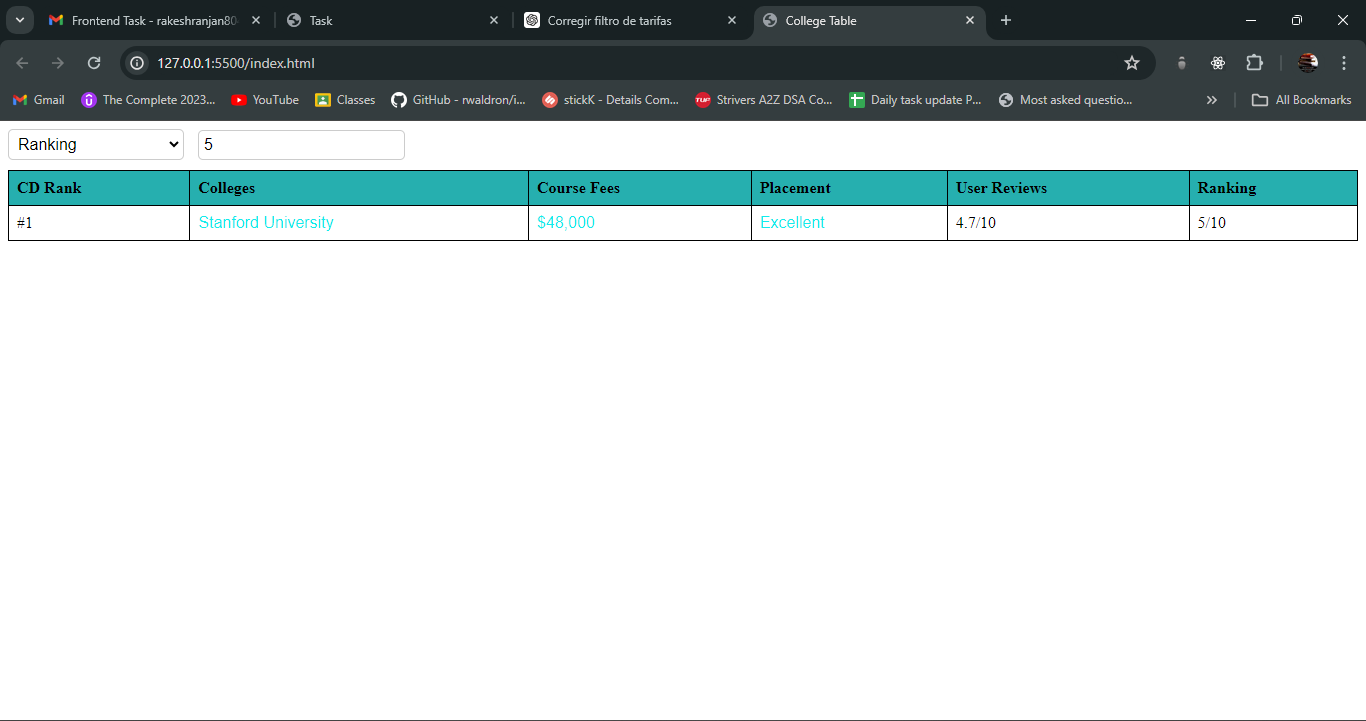 Frontend Task - rakeshranjan80
Task
Corregir filtro de tarifas
College Table
127.0.0.1:5500/index.html
Gmail
The Complete 2023...
YouTube
Classes
GitHub - rwaldron/i...
stickK - Details Com...
TUF
Strivers A2Z DSA Co...
Daily task update P...
Most asked questio...
All Bookmarks
Ranking
5
CD Rank Colleges Course Fees Placement User Reviews Ranking
#1 Stanford University $48,000 Excellent 4.7/10 5/10